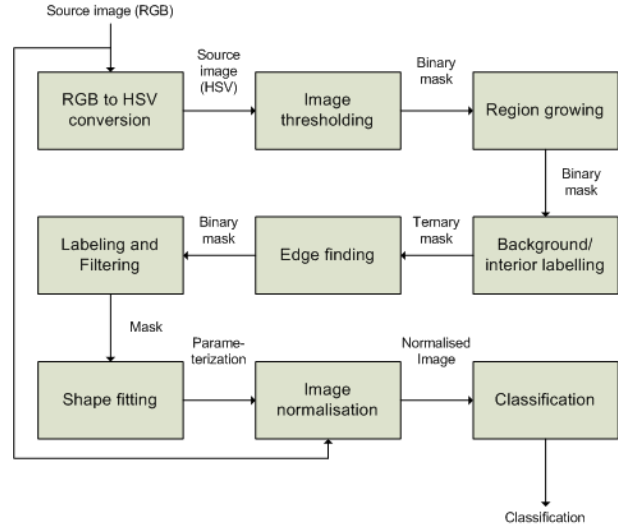 Source image (RGB)
RGB to HSV
conversion
Source
image
(HSV)
Image
thresholding
Binary
mask
Region growing
Binary
mask
Background/
interior labelling
Ternary
mask
Edge finding
Binary
mask
Labeling and
Filtering
Mask
Shape fitting
Parame-
terization
Image
normalisation
Normalised
Image
Classification
Classification